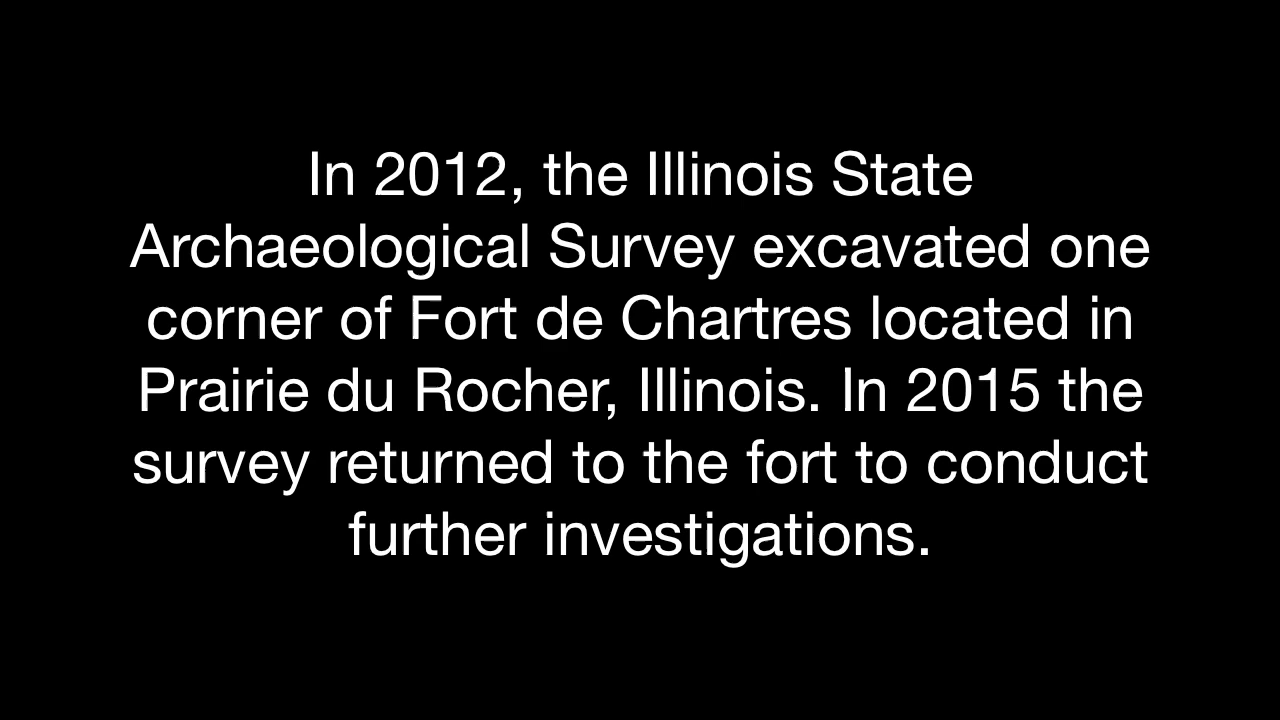 In 2012, the Illinois State
Archaeological Survey excavated one
corner of Fort de Chartres located in
Prairie du Rocher, Illinois. In 2015 the
survey returned to the fort to conduct
further investigations.